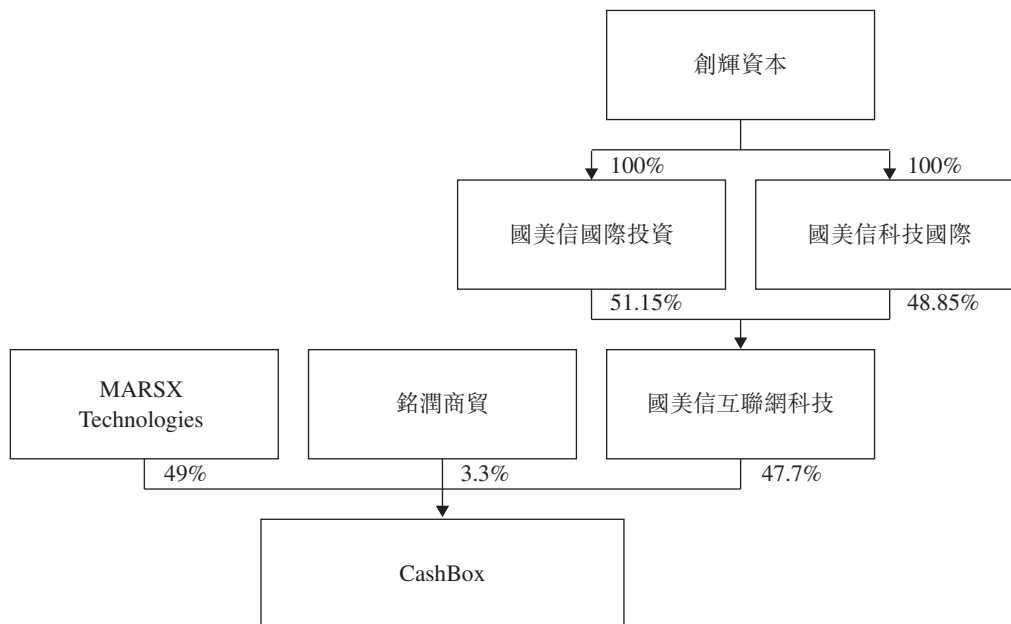 創輝資本
100%
100%
國美信國際投資
國美信科技國際
51.15%
48.85%
MARSX
Technologies
銘潤商貿
國美信互聯網科技
49%
3.3%
47.7%
CashBox